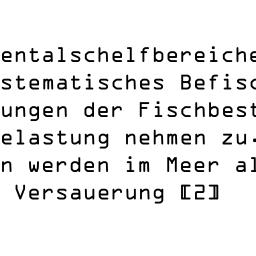 entalschelfbereiche
stematisches Befisc
ungen der Fischbest
elastung nehmen zu.
n werden im Meer al
Versauerung [2]